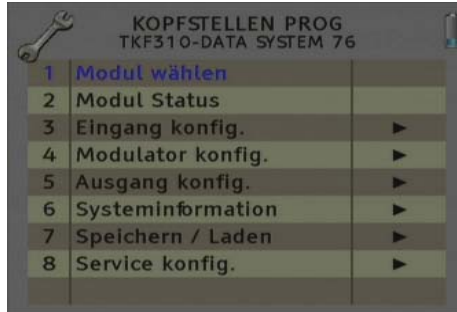 KOPFSTELLEN PROG
TKF310-DATA SYSTEM 76
1 Modul wählen
2 Modul Status
3 Eingang konfig. ►
4 Modulator konfig. ►
5 Ausgang konfig. ►
6 Systeminformation ►
7 Speichern / Laden ►
8 Service konfig. ►